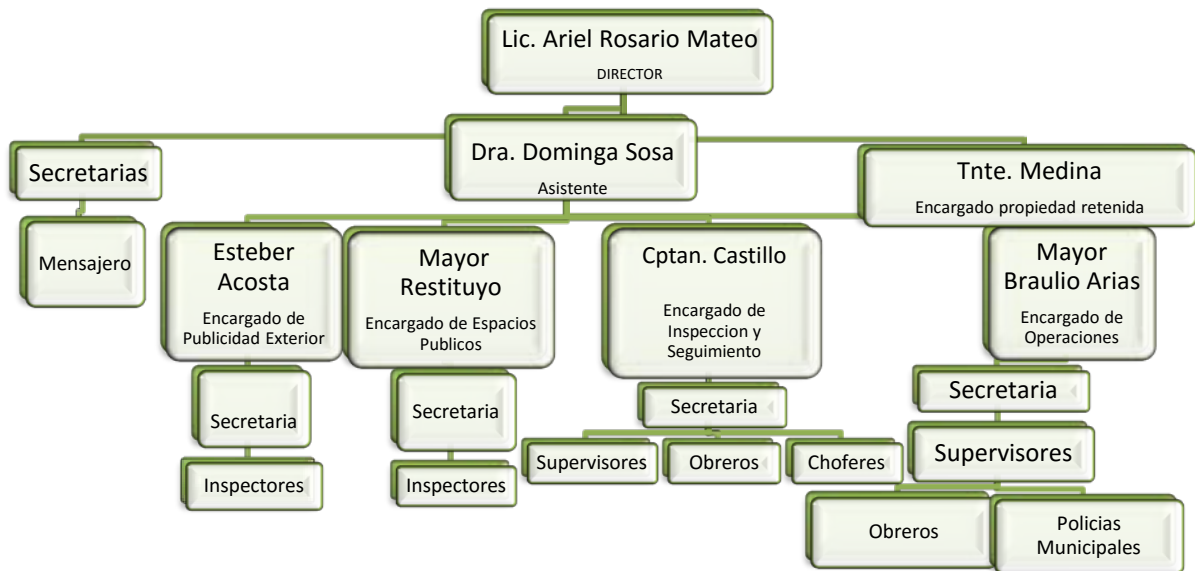 Lic. Ariel Rosario Mateo
DIRECTOR
Secretarias
Dra. Dominga Sosa
Asistente
Tnte. Medina
Encargado propiedad retenida
Mensajero
Esteber
Acosta
Encargado de
Publicidad Exterior
Mayor
Restituyo
Encargado de Espacios
Publicos
Cptan. Castillo
Encargado de
Inspeccion y
Seguimiento
Mayor
Braulio Arias
Encargado de
Operaciones
Secretaria
Inspectores
Secretaria
Inspectores
Secretaria
Supervisores
Obreros
Choferes
Secretaria
Supervisores
Obreros
Policias
Municipales